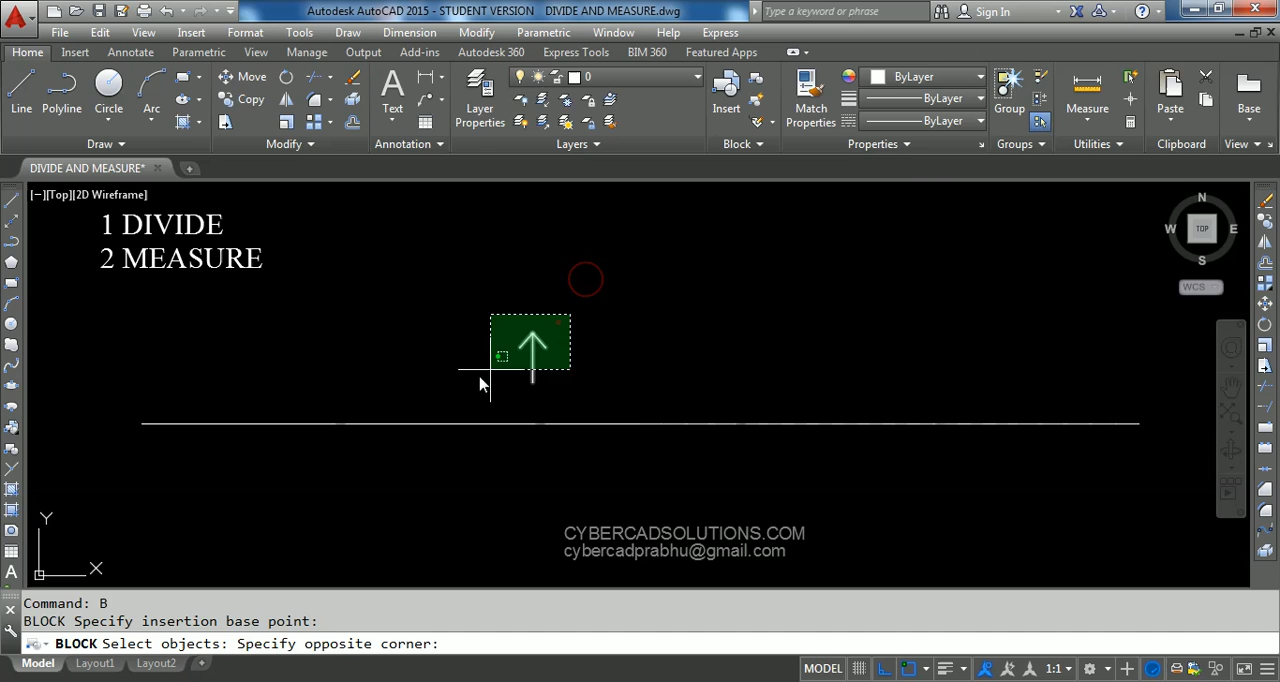 Autodesk AutoCAD 2015 - STUDENT VERSION DIVIDE AND MEASURE.dwg
Type a keyword or phrase
Sign In
File Edit View Insert Format Tools Draw Dimension Modify Parametric Window Help Express
Home Insert Annotate Parametric View Manage Output Add-ins Autodesk 360 Express Tools BIM 360 Featured Apps
Move
0
ByLayer
Copy
ByLayer
Line Polyline Circle Arc Text Layer Properties Insert Match Properties Group Measure Paste Base
ByLayer
Draw Modify Annotation Layers Block Properties Groups Utilities Clipboard View
DIVIDE AND MEASURE*
[−][Top][2D Wireframe]
1 DIVIDE
2 MEASURE
N
W TOP E
S
WCS
CYBERCADSOLUTIONS.COM
cybercadprabhu@gmail.com
Y
X
Command: B
BLOCK Specify insertion base point:
BLOCK Select objects: Specify opposite corner:
Model Layout1 Layout2
MODEL 1:1